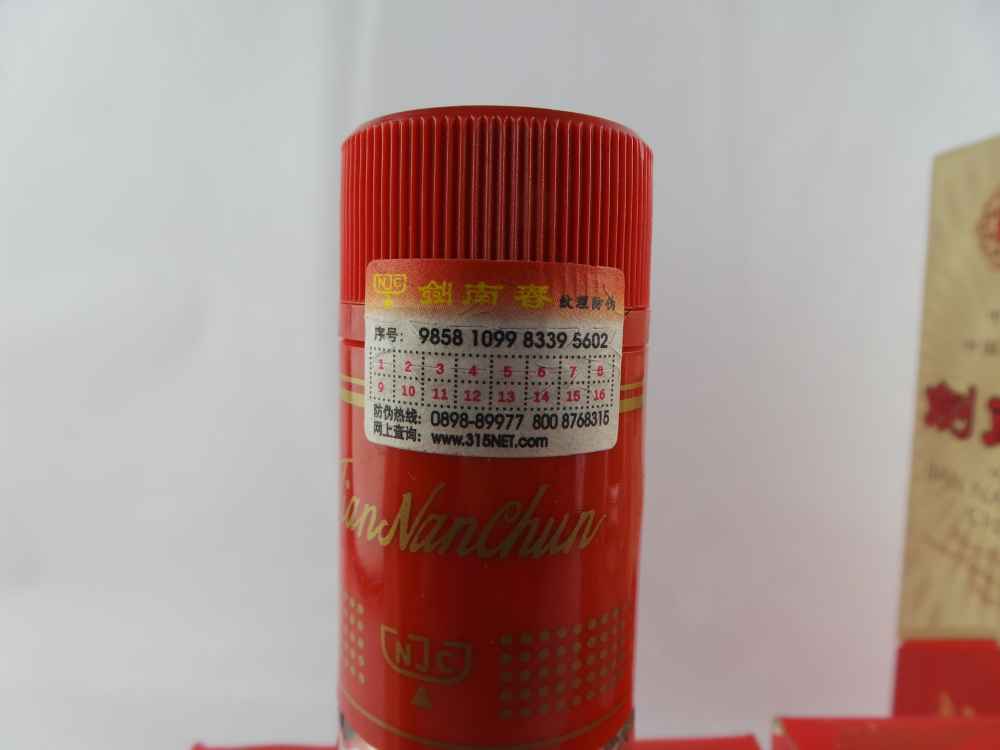 NJC 剑南春 纹理防伪
序号: 9858 1099 8339 5602
1 2 3 4 5 6 7 8
9 10 11 12 13 14 15 16
防伪热线: 0898-89977 800 8768315
网上查询: www.315NET.com
JianNanChun
NJC
剑